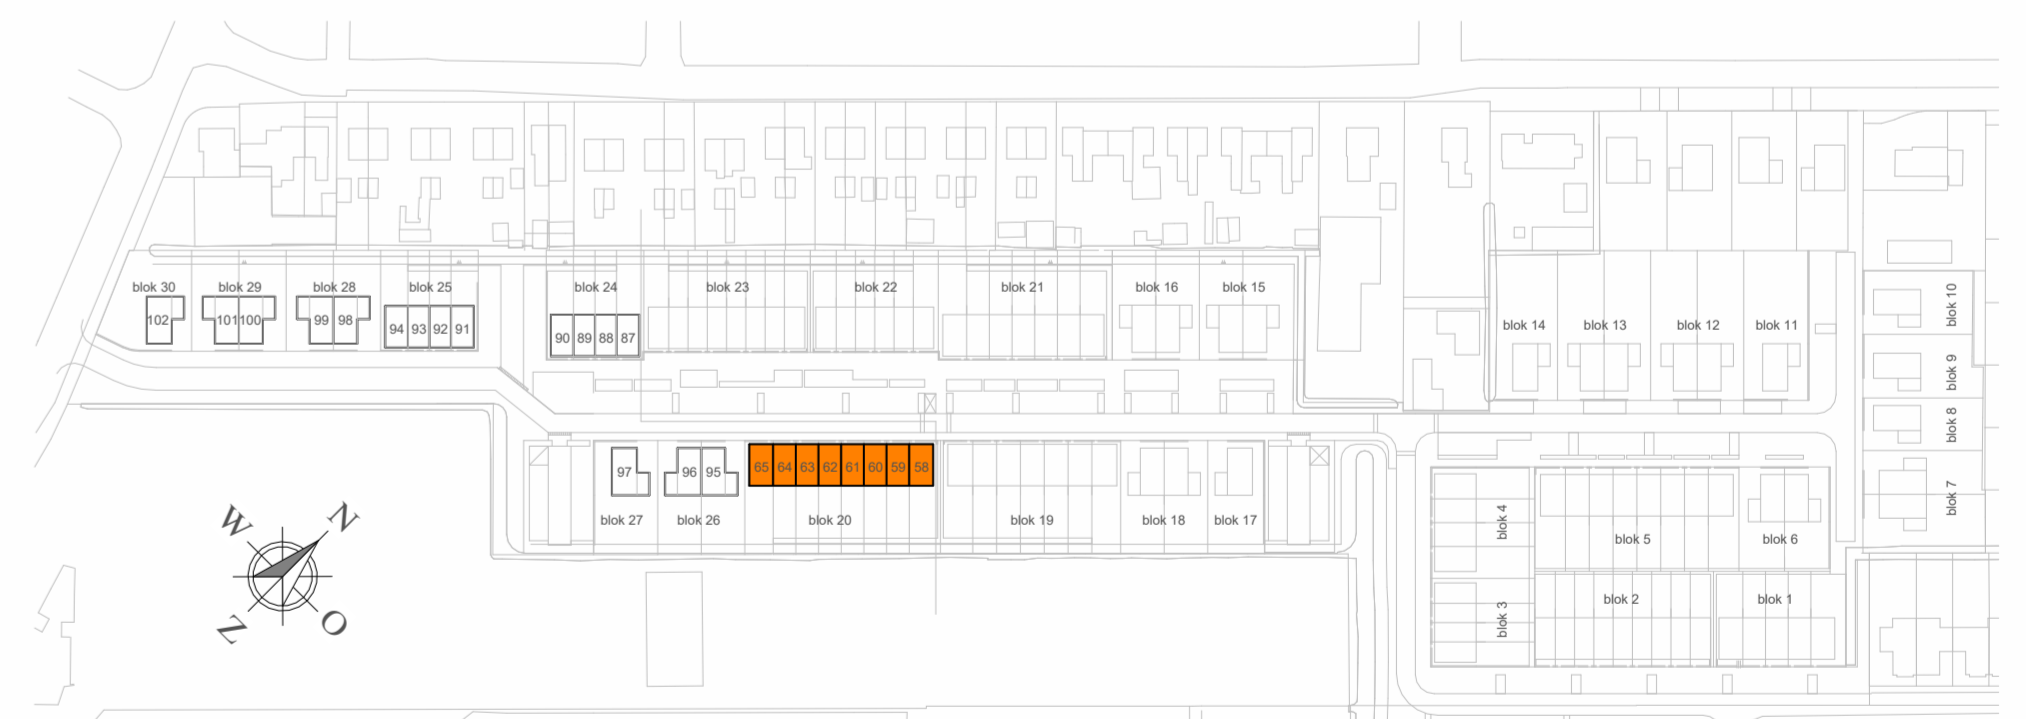 blok 30
blok 29
blok 28
blok 25
blok 24
blok 23
blok 22
blok 21
blok 16
blok 15
102
101 100
99 98
94 93 92 91
90 89 88 87
blok 14
blok 13
blok 12
blok 11
blok 10
blok 9
blok 8
blok 7
97
96 95
65 64 63 62 61 60 59 58
blok 27
blok 26
blok 20
blok 19
blok 18
blok 17
blok 4
blok 5
blok 6
blok 3
blok 2
blok 1
W
N
Z
O